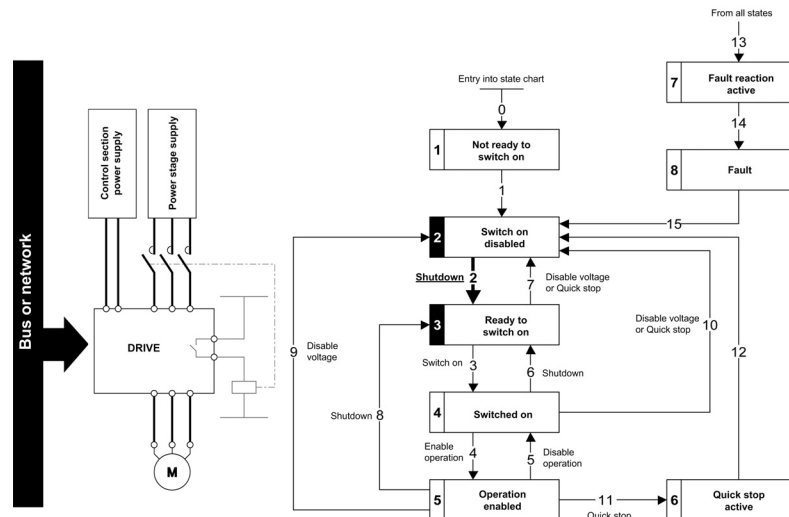 Bus or network
Control section
power supply
Power stage supply
DRIVE
M
Entry into state chart
0
1
Not ready to
switch on
1
2
Switch on
disabled
Shutdown 2
7
Disable voltage
or Quick stop
3
Ready to
switch on
Switch on
3
6
Shutdown
4
Switched on
Enable
operation
4
5
Disable
operation
5
Operation
enabled
9
Disable
voltage
Shutdown 8
11
Quick stop
6
Quick stop
active
Disable voltage
or Quick stop
10
12
15
From all states
13
7
Fault reaction
active
14
8
Fault